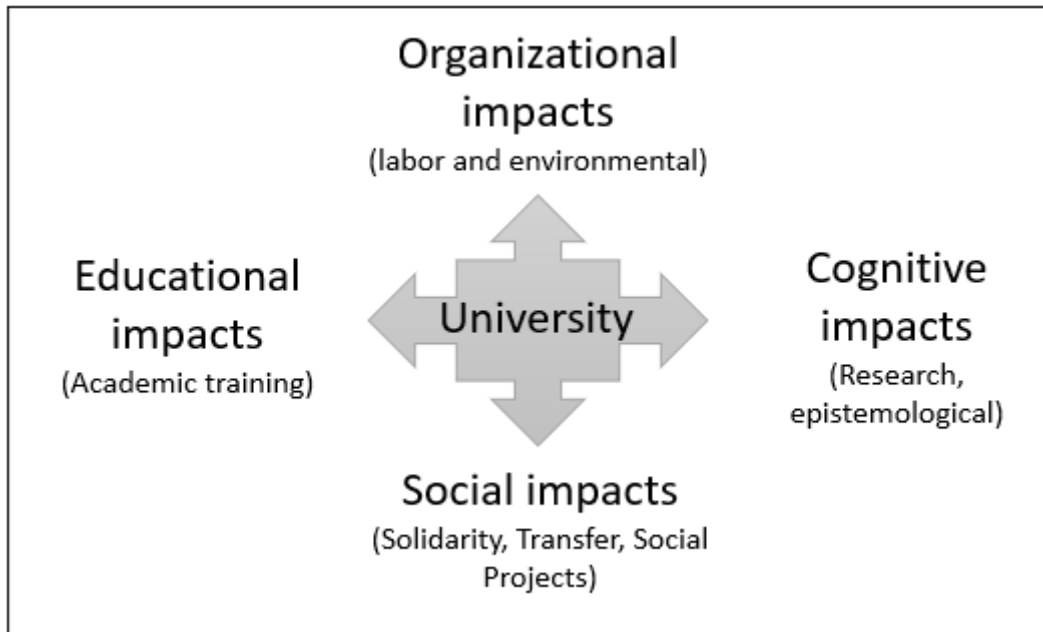 Organizational
impacts
(labor and environmental)
Educational
impacts
(Academic training)
University
Cognitive
impacts
(Research,
epistemological)
Social impacts
(Solidarity, Transfer, Social
Projects)